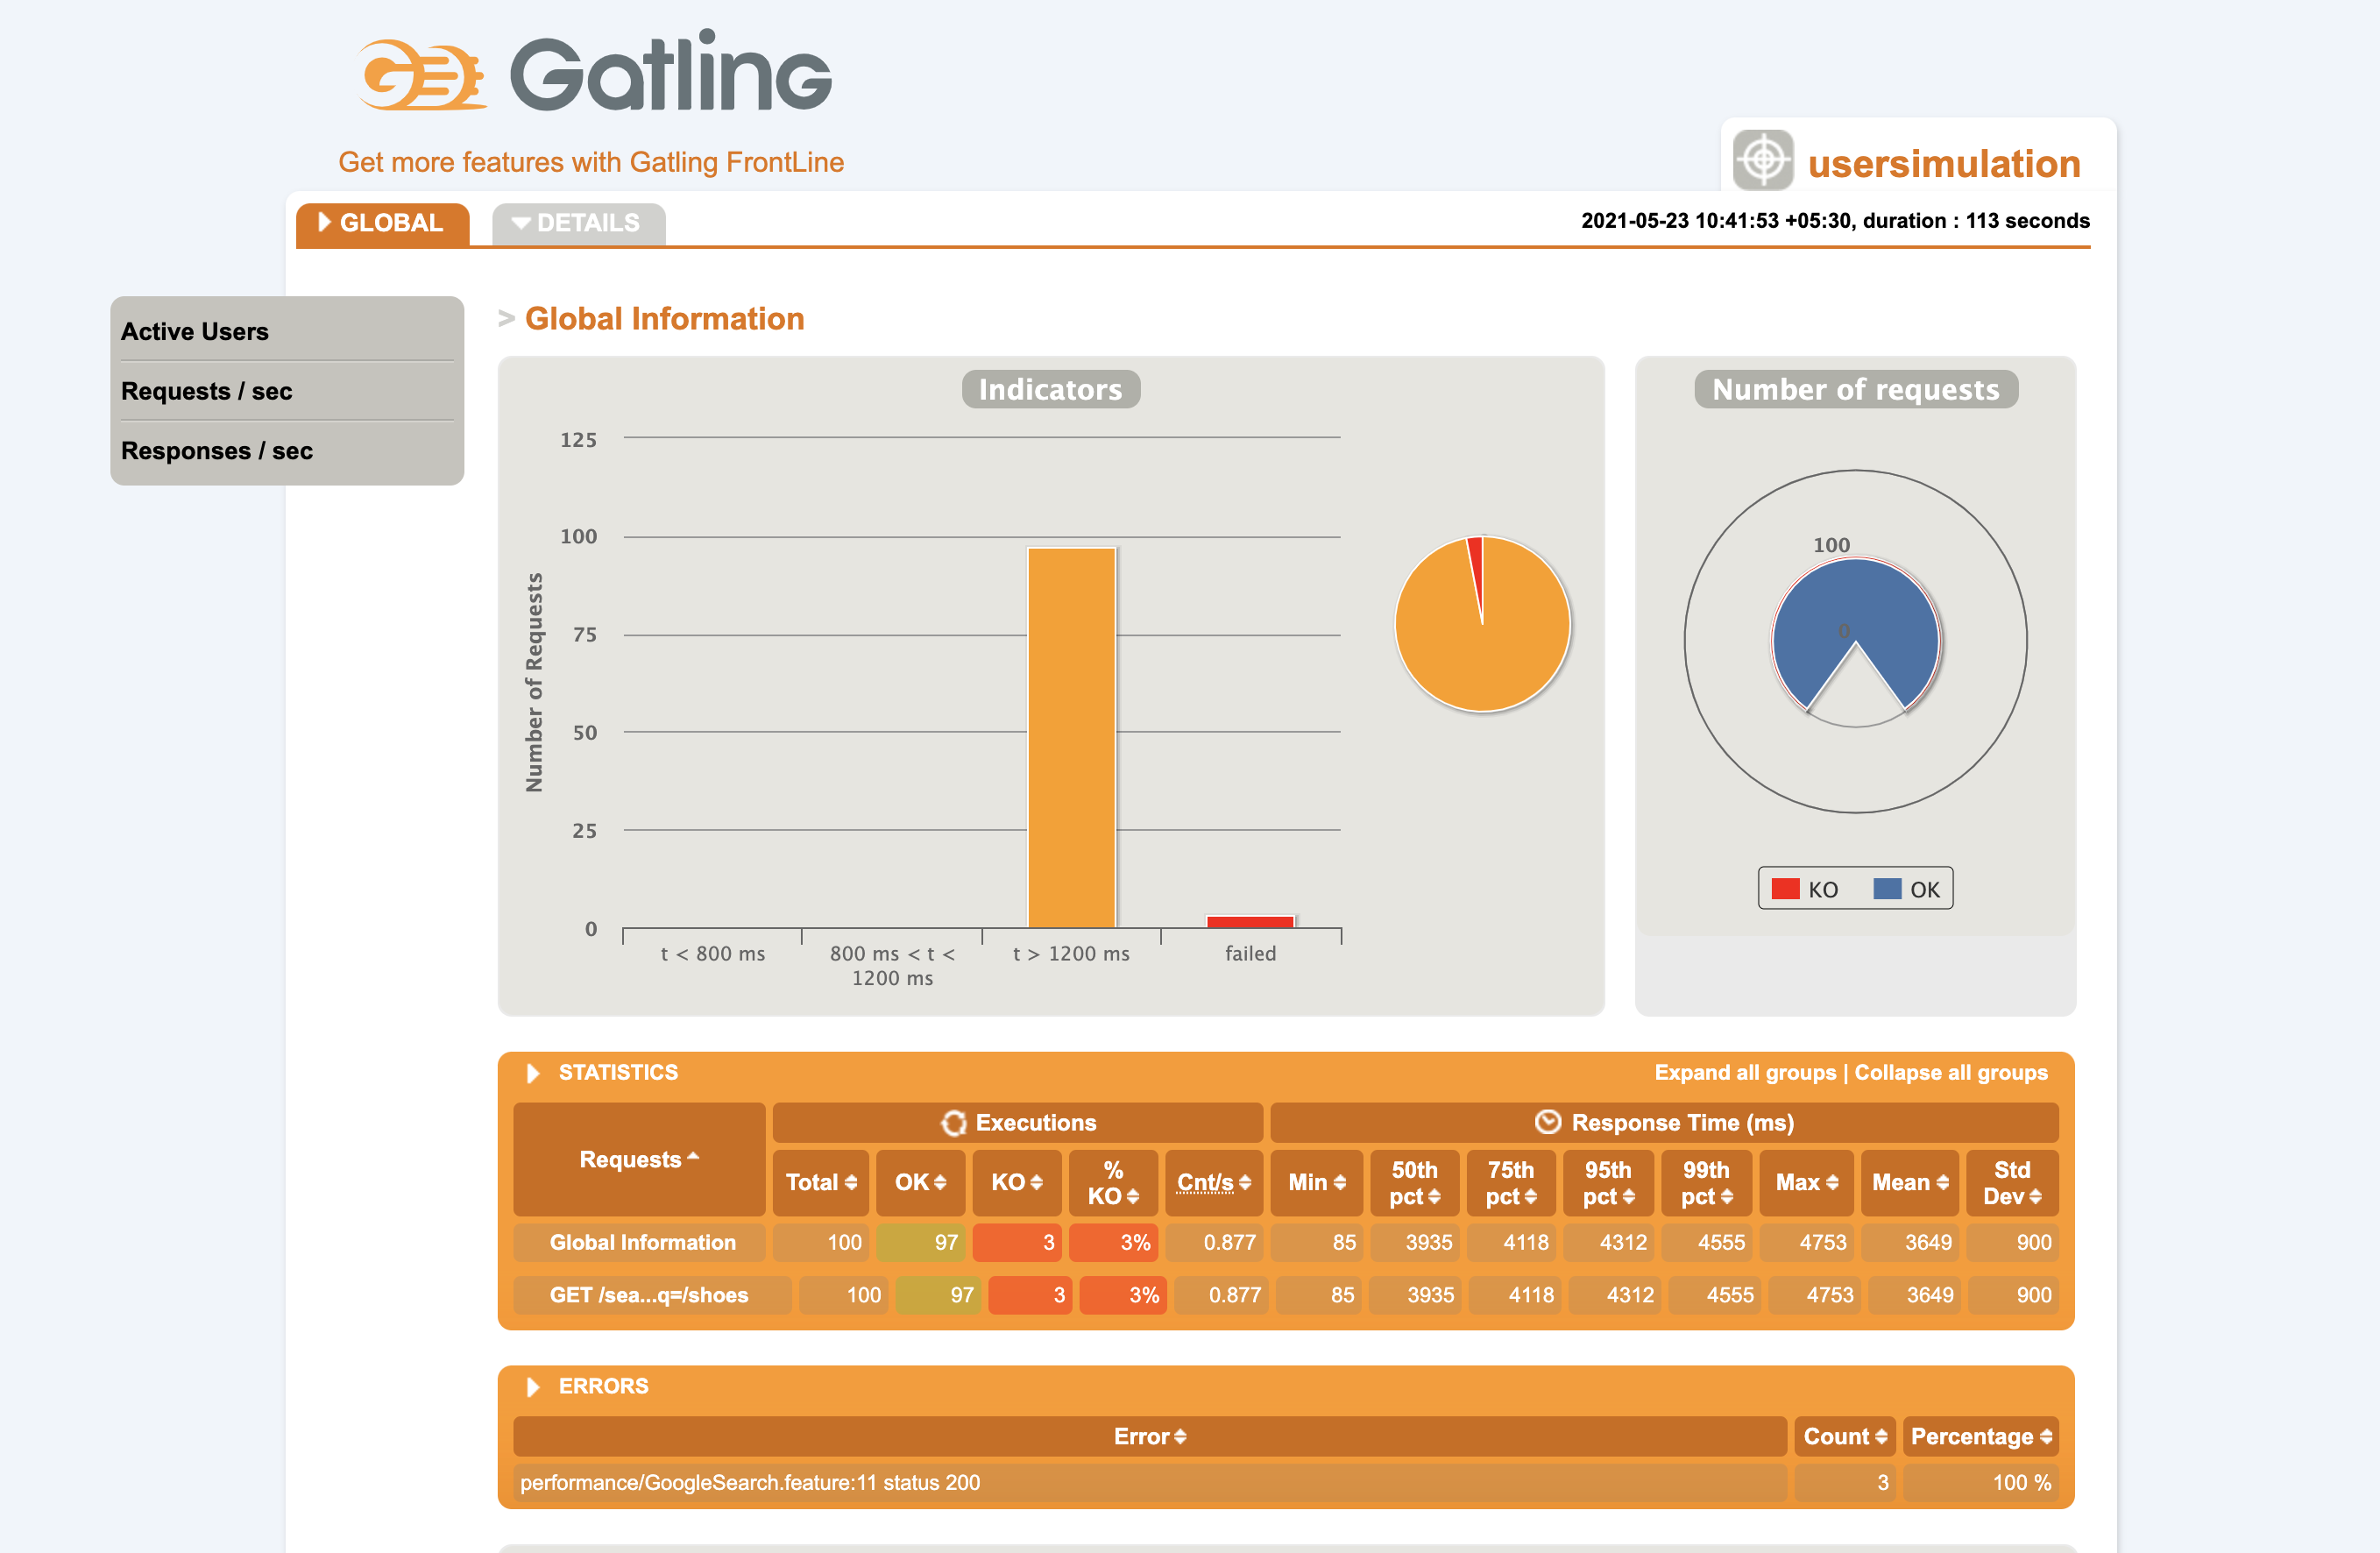 Gatling
Get more features with Gatling FrontLine
usersimulation
GLOBAL
DETAILS
2021-05-23 10:41:53 +05:30, duration : 113 seconds
Active Users
Requests / sec
Responses / sec
> Global Information
Indicators
Number of Requests
125
100
75
50
25
0
t < 800 ms
800 ms < t <
1200 ms
t > 1200 ms
failed
Number of requests
100
0
KO
OK
STATISTICS
Expand all groups | Collapse all groups
Requests
Executions
Response Time (ms)
Total
OK
KO
%
KO
Cnt/s
Min
50th
pct
75th
pct
95th
pct
99th
pct
Max
Mean
Std
Dev
Global Information 100 97 3 3% 0.877 85 3935 4118 4312 4555 4753 3649 900
GET /sea...q=/shoes 100 97 3 3% 0.877 85 3935 4118 4312 4555 4753 3649 900
ERRORS
Error Count Percentage
performance/GoogleSearch.feature:11 status 200 3 100 %